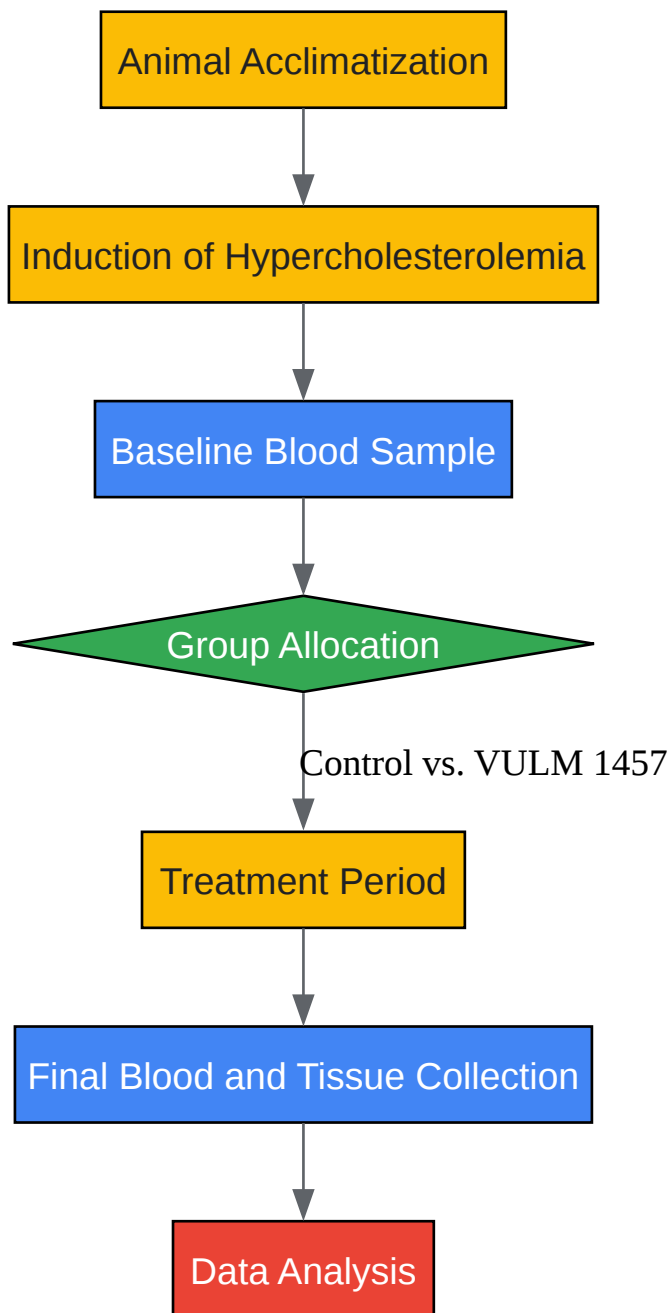 Animal Acclimatization
Induction of Hypercholesterolemia
Baseline Blood Sample
Group Allocation
Control vs. VULM 1457
Treatment Period
Final Blood and Tissue Collection
Data Analysis